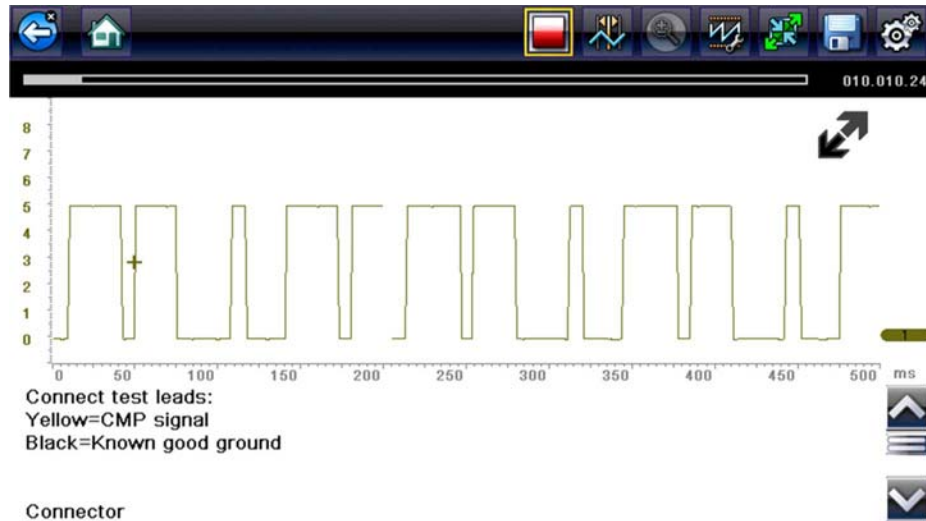 010.010.24
8
7
6
5
4
3
2
1
0
1
0 50 100 150 200 250 300 350 400 450 500 ms
Connect test leads:
Yellow=CMP signal
Black=Known good ground
Connector